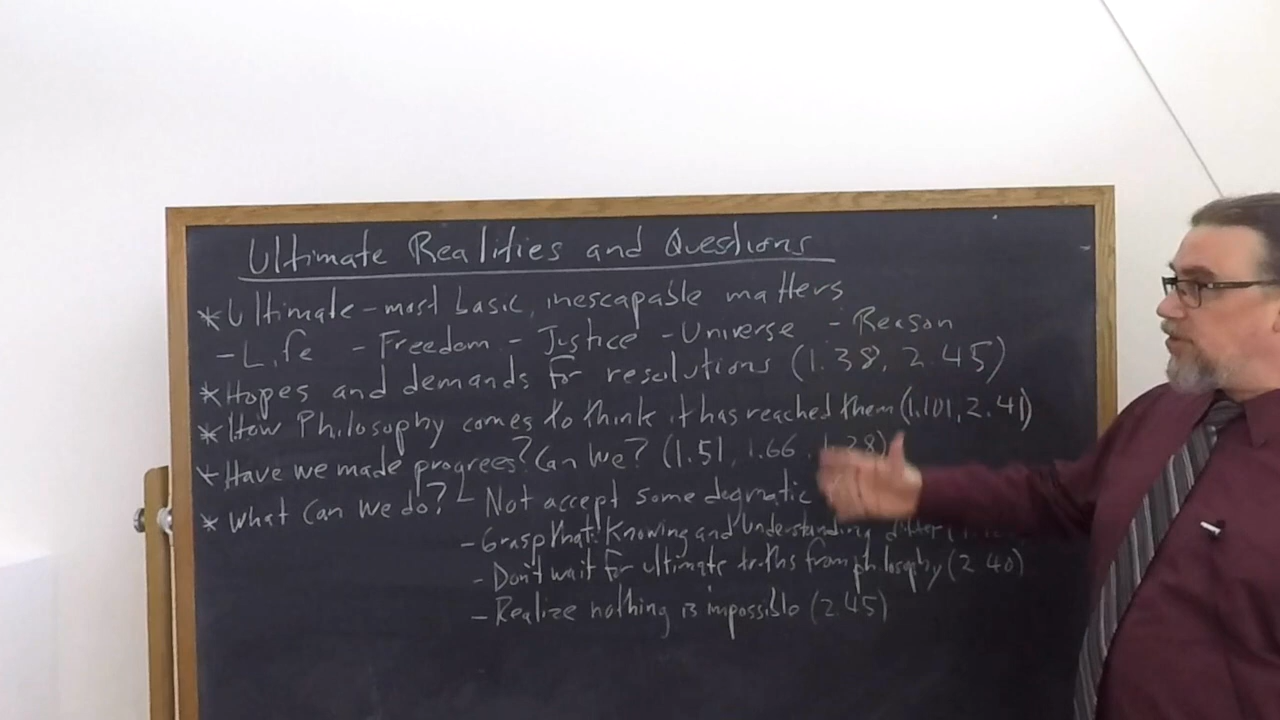 Ultimate Realities and Questions
* Ultimate - most basic, inescapable matters
- Life - Freedom - Justice - Universe - Reason
* Hopes and demands for resolutions (1.38, 2.45)
* How Philosophy comes to think it has reached them (1.101, 2.41)
* Have we made progrees? Can we? (1.51, 1.66
* What can we do? - Not accept some dogmatic
- Grasp that Knowing and Understanding differ
- Don't wait for ultimate truths from philosophy (2.40)
- Realize nothing is impossible (2.45)